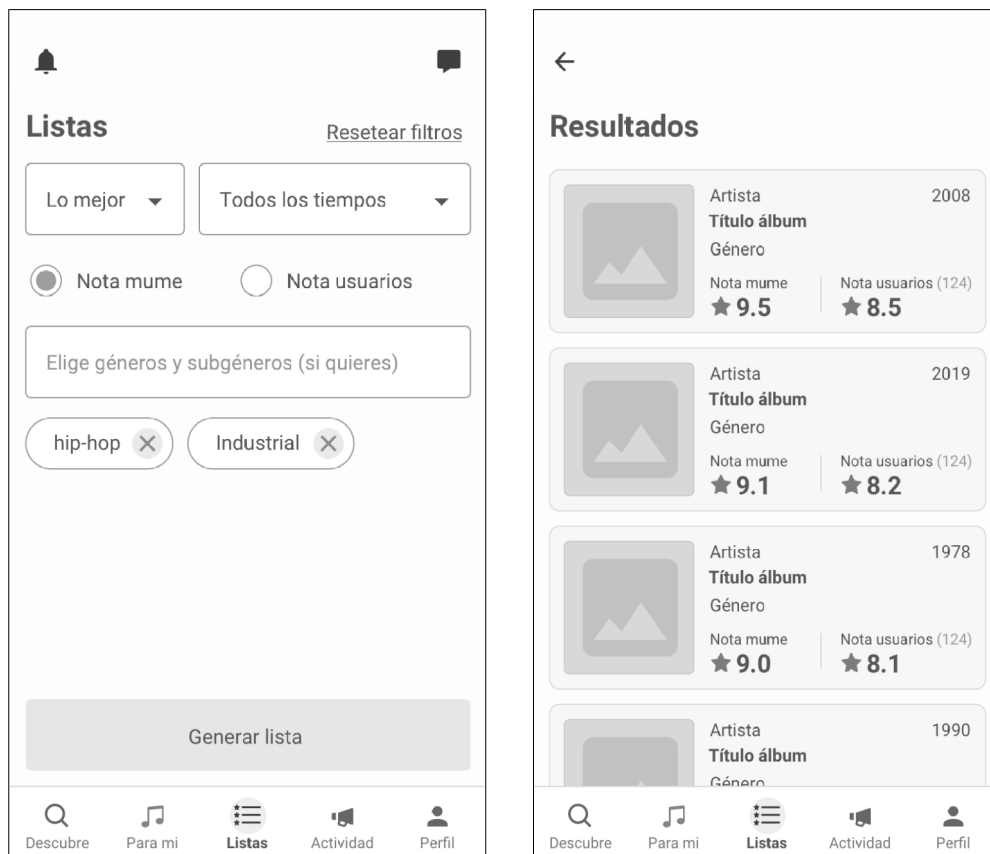 Listas
Resetear filtros
Lo mejor
Todos los tiempos
Nota mume
Nota usuarios
Elige géneros y subgéneros (si quieres)
hip-hop
Industrial
Generar lista
Descubre
Para mi
Listas
Actividad
Perfil
Resultados
Artista 2008
Título álbum
Género
Nota mume Nota usuarios (124)
9.5 8.5
Artista 2019
Título álbum
Género
Nota mume Nota usuarios (124)
9.1 8.2
Artista 1978
Título álbum
Género
Nota mume Nota usuarios (124)
9.0 8.1
Artista 1990
Título álbum
Género
Descubre
Para mi
Listas
Actividad
Perfil